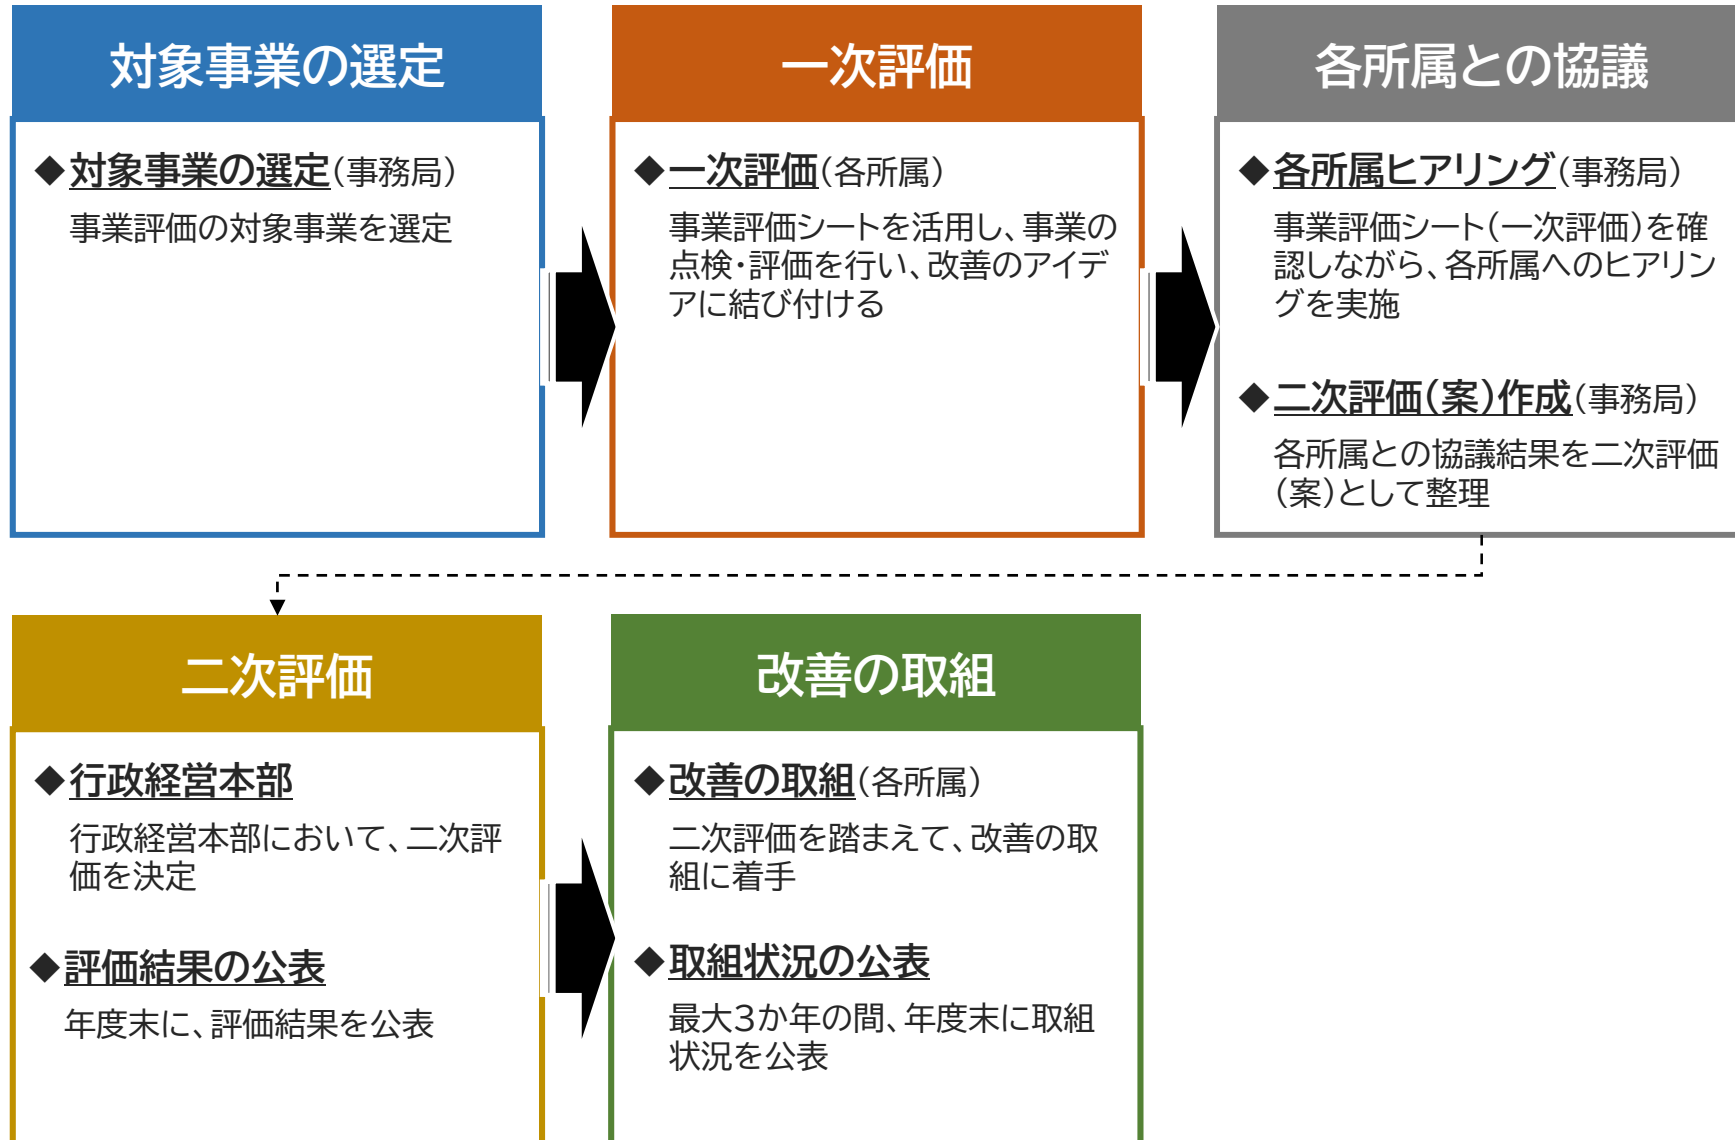 対象事業の選定
◆対象事業の選定(事務局)
事業評価の対象事業を選定
一次評価
◆一次評価(各所属)
事業評価シートを活用し、事業の
点検・評価を行い、改善のアイデ
アに結び付ける
各所属との協議
◆各所属ヒアリング(事務局)
事業評価シート(一次評価)を確
認しながら、各所属へのヒアリン
グを実施
◆二次評価(案)作成(事務局)
各所属との協議結果を二次評価
(案)として整理
二次評価
◆行政経営本部
行政経営本部において、二次評
価を決定
◆評価結果の公表
年度末に、評価結果を公表
改善の取組
◆改善の取組(各所属)
二次評価を踏まえて、改善の取
組に着手
◆取組状況の公表
最大3か年の間、年度末に取組
状況を公表